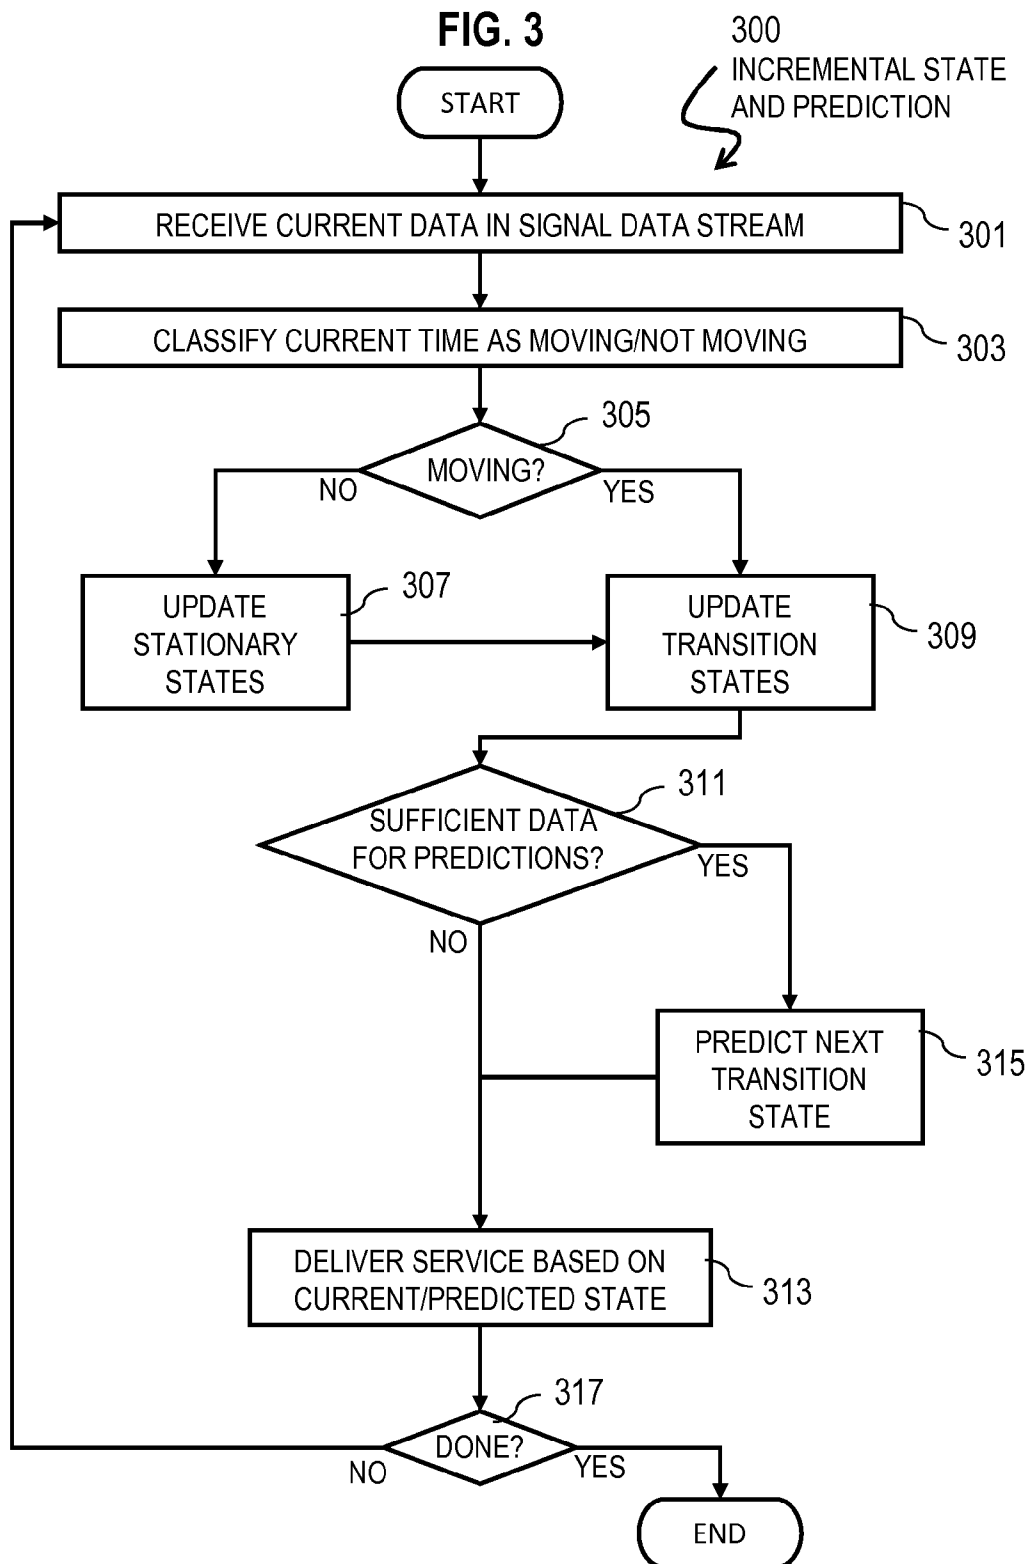 FIG. 3
300
INCREMENTAL STATE
AND PREDICTION
START
RECEIVE CURRENT DATA IN SIGNAL DATA STREAM
301
CLASSIFY CURRENT TIME AS MOVING/NOT MOVING
303
305
MOVING?
NO
YES
UPDATE
STATIONARY
STATES
307
UPDATE
TRANSITION
STATES
309
311
SUFFICIENT DATA
FOR PREDICTIONS?
YES
NO
PREDICT NEXT
TRANSITION
STATE
315
DELIVER SERVICE BASED ON
CURRENT/PREDICTED STATE
313
317
DONE?
NO
YES
END